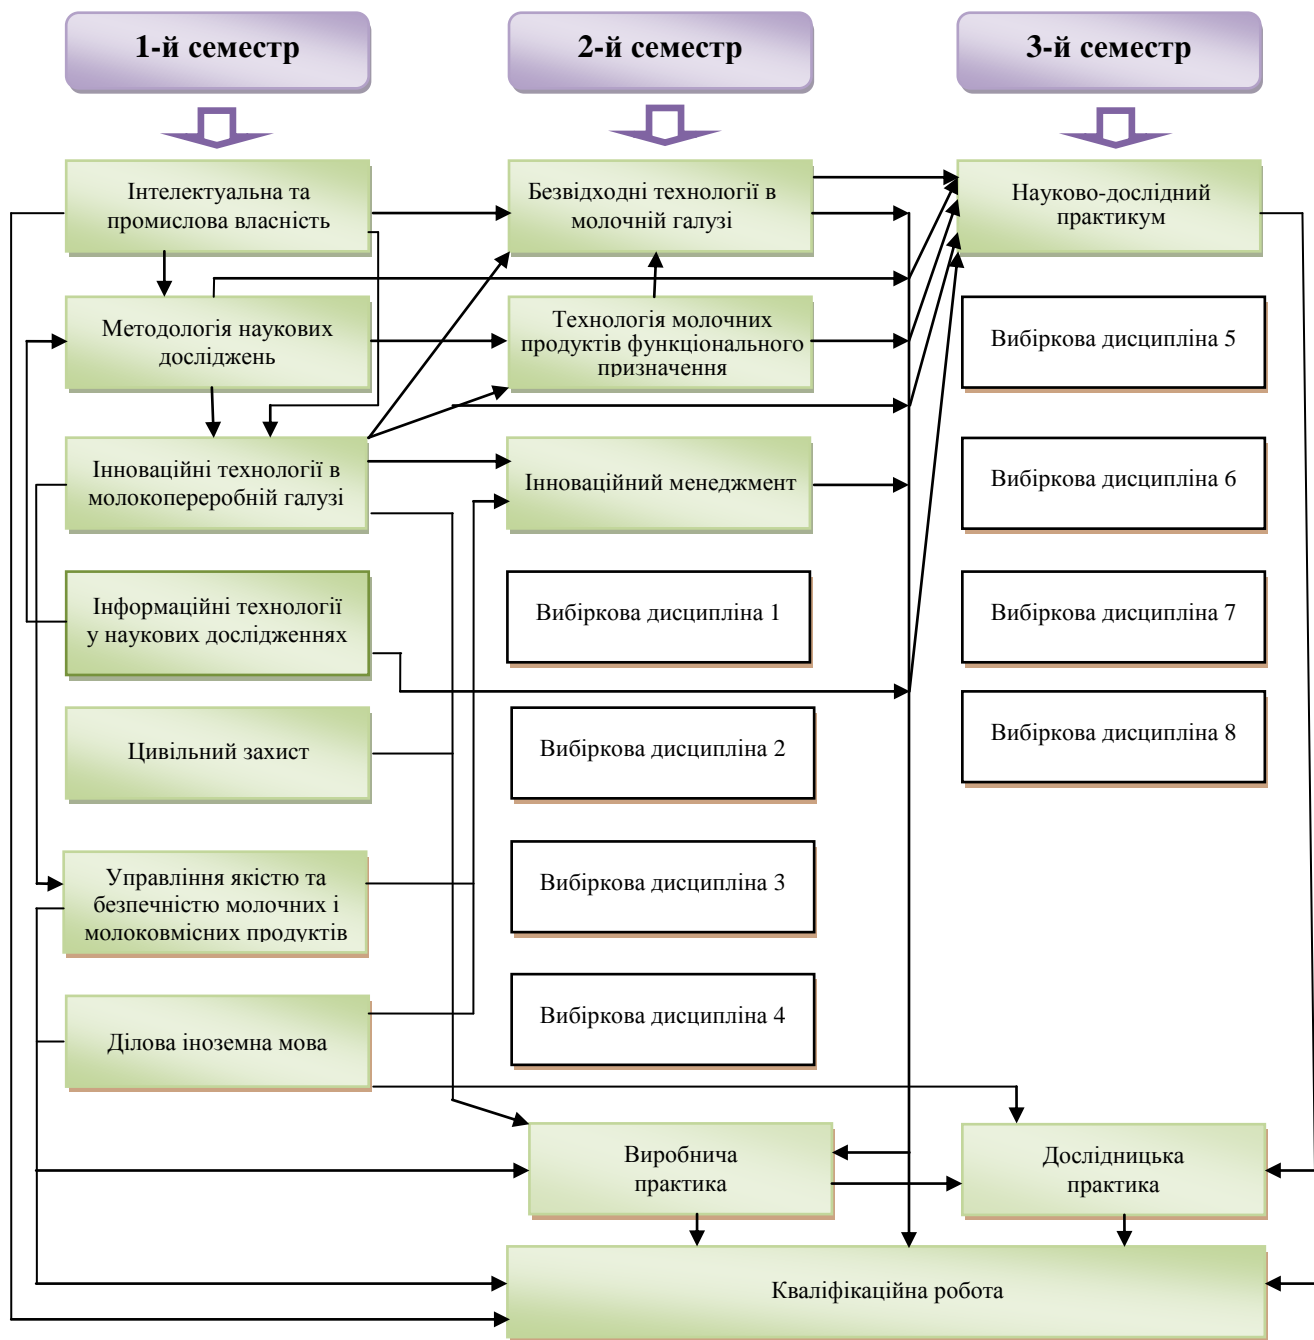 1-й семестр
2-й семестр
3-й семестр
Інтелектуальна та
промислова власність
Безвідходні технології в
молочній галузі
Науково-дослідний
практикум
Методологія наукових
досліджень
Технологія молочних
продуктів функціонального
призначення
Вибіркова дисципліна 5
Інноваційні технології в
молокопереробній галузі
Інноваційний менеджмент
Вибіркова дисципліна 6
Інформаційні технології
у наукових дослідженнях
Вибіркова дисципліна 1
Вибіркова дисципліна 7
Цивільний захист
Вибіркова дисципліна 2
Вибіркова дисципліна 8
Управління якістю та
безпечністю молочних і
молоковмісних продуктів
Вибіркова дисципліна 3
Ділова іноземна мова
Вибіркова дисципліна 4
Виробнича
практика
Дослідницька
практика
Кваліфікаційна робота